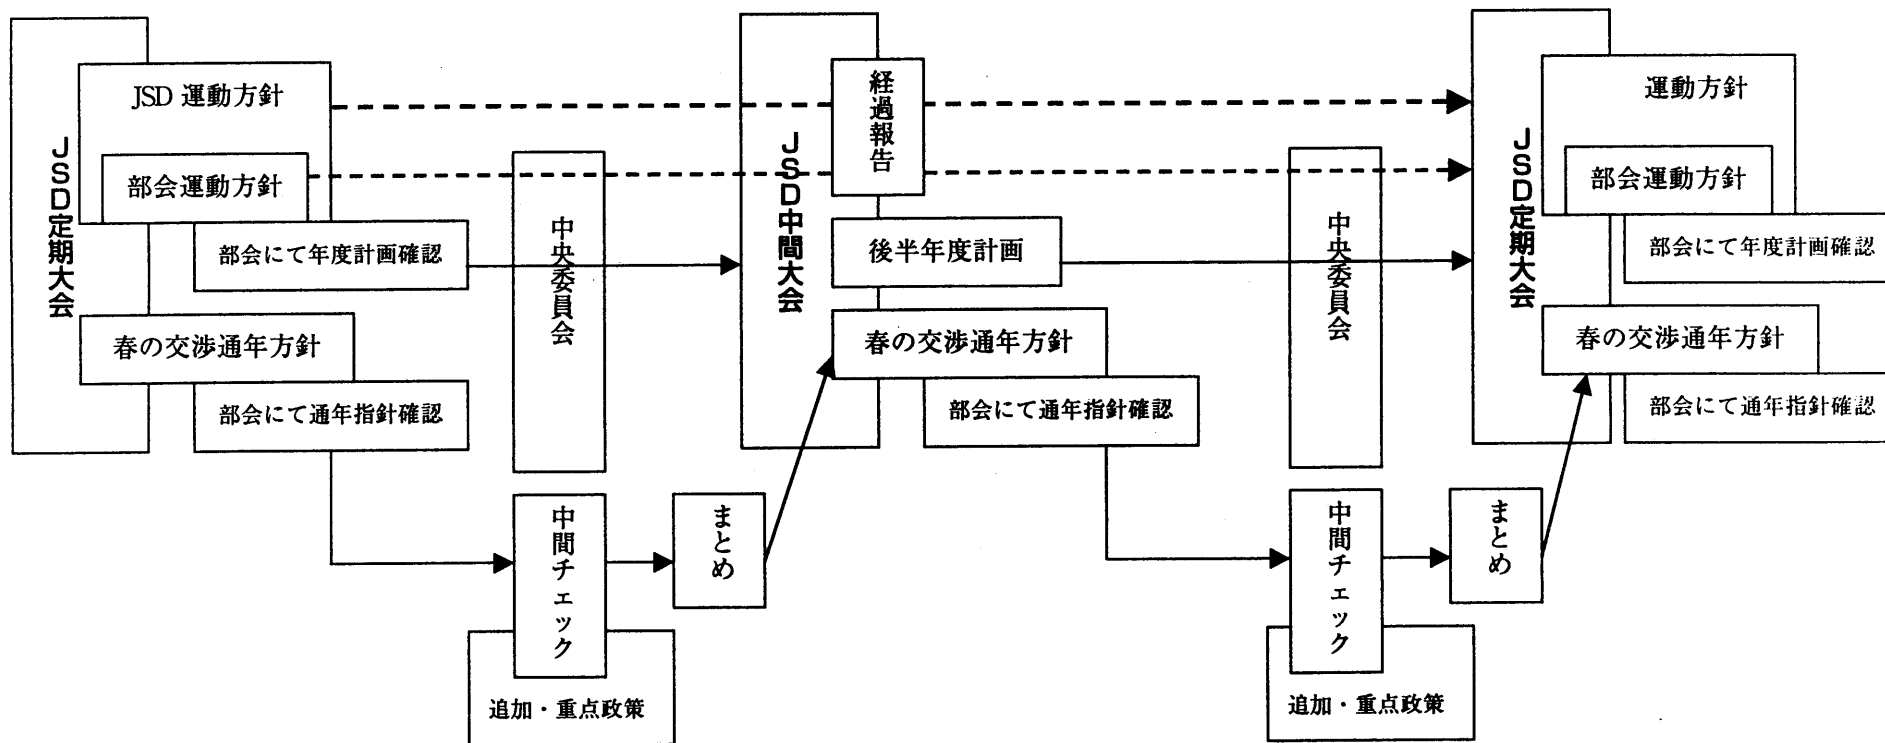 JSD定期大会
JSD 運動方針
部会運動方針
部会にて年度計画確認
春の交渉通年方針
部会にて通年指針確認
中央委員会
中間チェック
追加・重点政策
まとめ
JSD中間大会
経過報告
後半年度計画
春の交渉通年方針
部会にて通年指針確認
中央委員会
中間チェック
追加・重点政策
まとめ
JSD定期大会
運動方針
部会運動方針
部会にて年度計画確認
春の交渉通年方針
部会にて通年指針確認